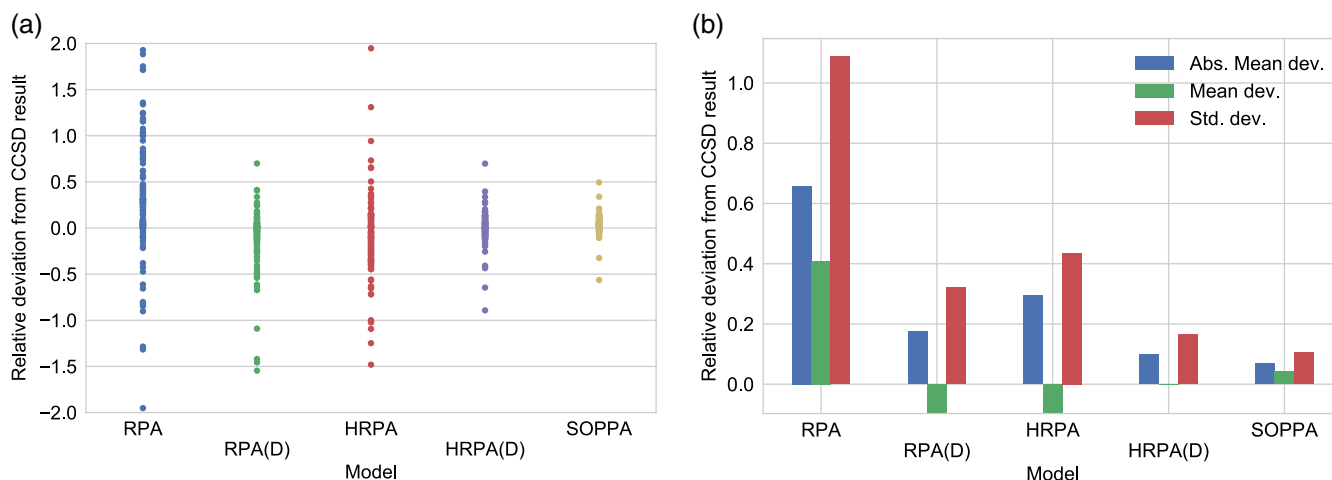 (a)
Relative deviation from CCSD result
2.0
1.5
1.0
0.5
0.0
−0.5
−1.0
−1.5
−2.0
RPA
RPA(D)
HRPA
HRPA(D)
SOPPA
Model
(b)
Relative deviation from CCSD result
1.0
0.8
0.6
0.4
0.2
0.0
Abs. Mean dev.
Mean dev.
Std. dev.
RPA
RPA(D)
HRPA
HRPA(D)
SOPPA
Model